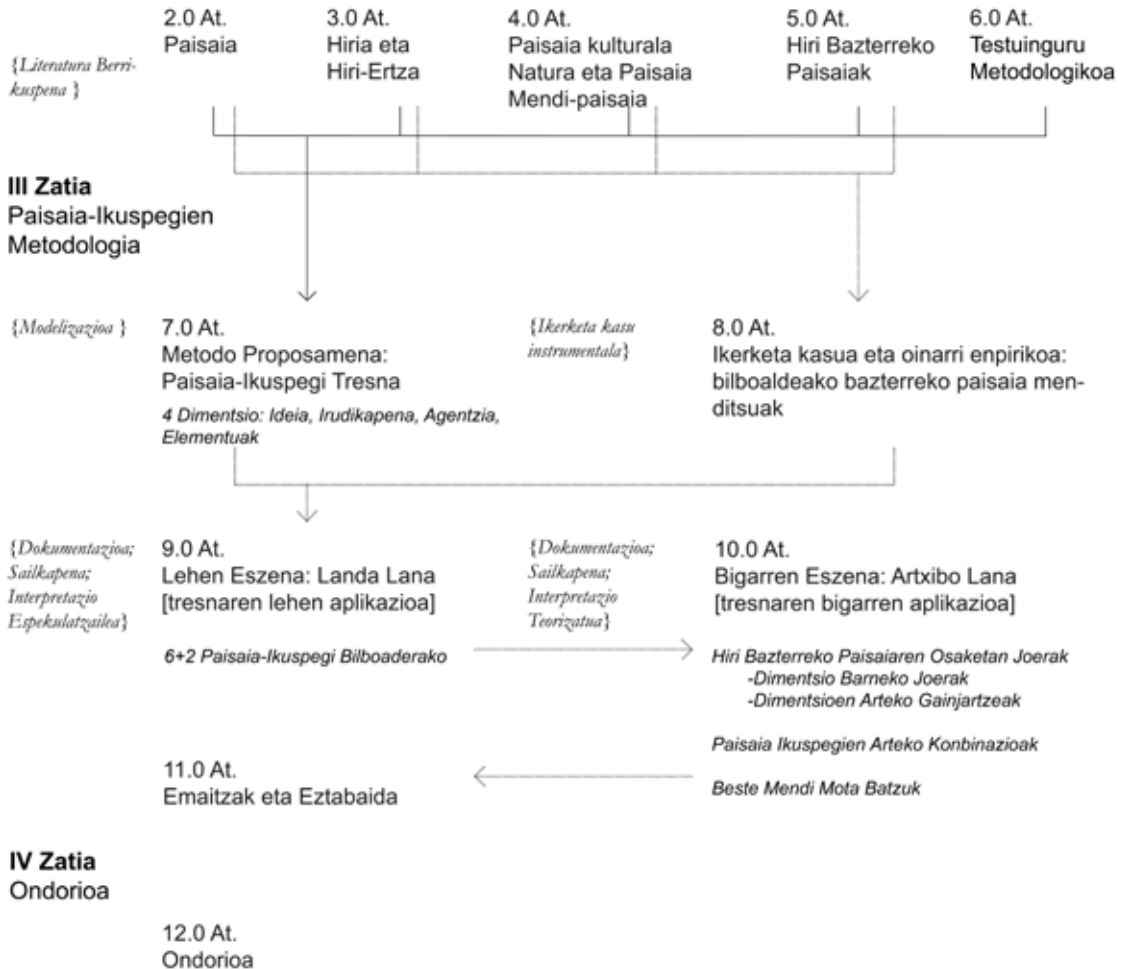 2.0 At.
Paisaia
3.0 At.
Hiria eta
Hiri-Ertza
4.0 At.
Paisaia kulturala
Natura eta Paisaia
Mendi-paisaia
5.0 At.
Hiri Bazterreko
Paisaiak
6.0 At.
Testuinguru
Metodologikoa
{Literatura Berri-
kuspena }
III Zatia
Paisaia-Ikuspegien
Metodologia
{Modelizazioa }
7.0 At.
Metodo Proposamena:
Paisaia-Ikuspegi Tresna
4 Dimentsio: Ideia, Irudikapena, Agentzia,
Elementuak
{Ikerketa kasu
instrumentala}
8.0 At.
Ikerketa kasua eta oinarri enpirikoa:
bilboaldeako bazterreko paisaia men-
ditsuak
{Dokumentazioa;
Sailkapena;
Interpretazio
Espekulatzailea}
9.0 At.
Lehen Eszena: Landa Lana
[tresnaren lehen aplikazioa]
6+2 Paisaia-Ikuspegi Bilboaderako
{Dokumentazioa;
Sailkapena;
Interpretazio
Teorizatua}
10.0 At.
Bigarren Eszena: Artxibo Lana
[tresnaren bigarren aplikazioa]
Hiri Bazterreko Paisaiaren Osaketan Joerak
-Dimentsio Barneko Joerak
-Dimentsioen Arteko Gainjartzeak
Paisaia Ikuspegien Arteko Konbinazioak
Beste Mendi Mota Batzuk
11.0 At.
Emaitzak eta Eztabaida
IV Zatia
Ondorioa
12.0 At.
Ondorioa